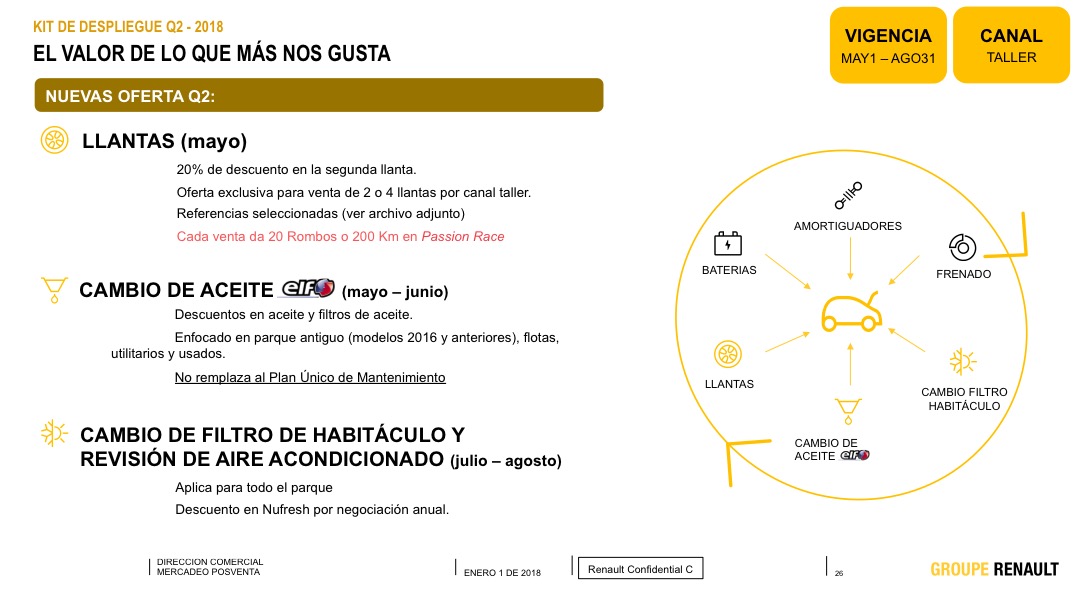 KIT DE DESPLIEGUE Q2 - 2018
EL VALOR DE LO QUE MÁS NOS GUSTA
VIGENCIA
MAY1 – AGO31
CANAL
TALLER
NUEVAS OFERTA Q2:
LLANTAS (mayo)
20% de descuento en la segunda llanta.
Oferta exclusiva para venta de 2 o 4 llantas por canal taller.
Referencias seleccionadas (ver archivo adjunto)
Cada venta da 20 Rombos o 200 Km en Passion Race
CAMBIO DE ACEITE elf (mayo – junio)
Descuentos en aceite y filtros de aceite.
Enfocado en parque antiguo (modelos 2016 y anteriores), flotas,
utilitarios y usados.
No remplaza al Plan Único de Mantenimiento
CAMBIO DE FILTRO DE HABITÁCULO Y
REVISIÓN DE AIRE ACONDICIONADO (julio – agosto)
Aplica para todo el parque
Descuento en Nufresh por negociación anual.
AMORTIGUADORES
BATERIAS
FRENADO
LLANTAS
CAMBIO FILTRO
HABITÁCULO
CAMBIO DE
ACEITE elf
DIRECCION COMERCIAL
MERCADEO POSVENTA
ENERO 1 DE 2018
Renault Confidential C
26
GROUPE RENAULT